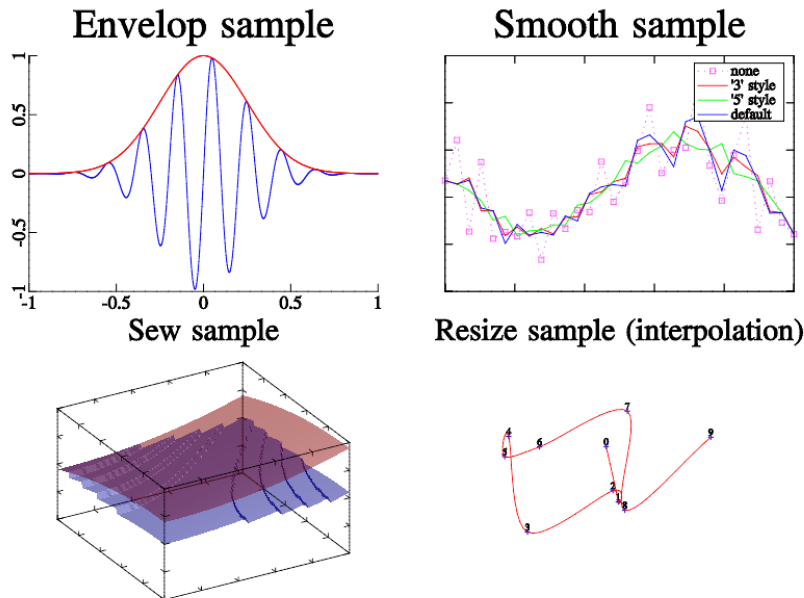 Envelop sample
1
0.5
0
-0.5
-1
-1 -0.5 0 0.5 1
Smooth sample
none
'3' style
'5' style
default
Sew sample
Resize sample (interpolation)
0
1
2
3
4
5
6
7
8
9